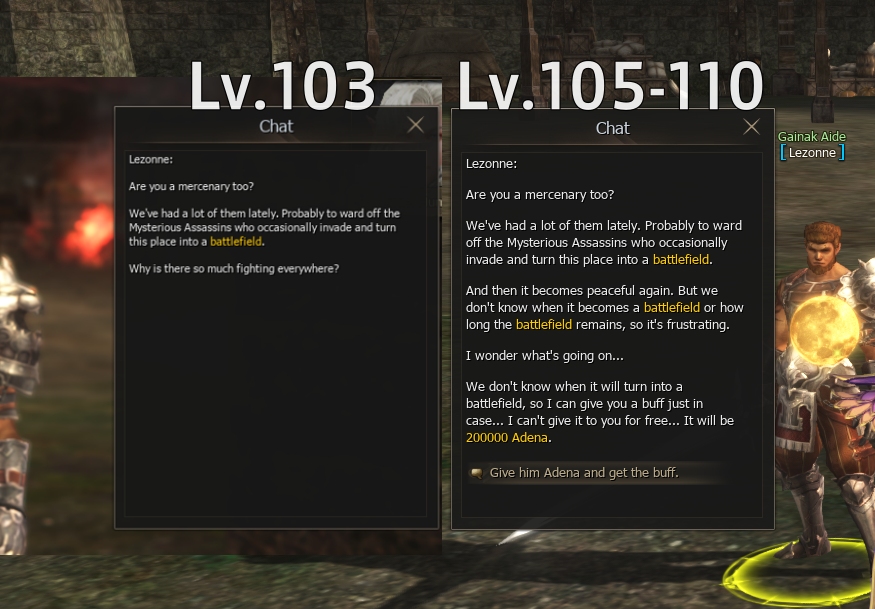 Lv.103
Chat
Lezonne:
Are you a mercenary too?
We've had a lot of them lately. Probably to ward off the
Mysterious Assassins who occasionally invade and turn
this place into a battlefield.
Why is there so much fighting everywhere?
Lv.105-110
Chat
Lezonne:
Are you a mercenary too?
We've had a lot of them lately. Probably to ward
off the Mysterious Assassins who occasionally
invade and turn this place into a battlefield.
And then it becomes peaceful again. But we
don't know when it becomes a battlefield or how
long the battlefield remains, so it's frustrating.
I wonder what's going on...
We don't know when it will turn into a
battlefield, so I can give you a buff just in
case... I can't give it to you for free... It will be
200000 Adena.
Give him Adena and get the buff.
Gainak Aide
[ Lezonne ]